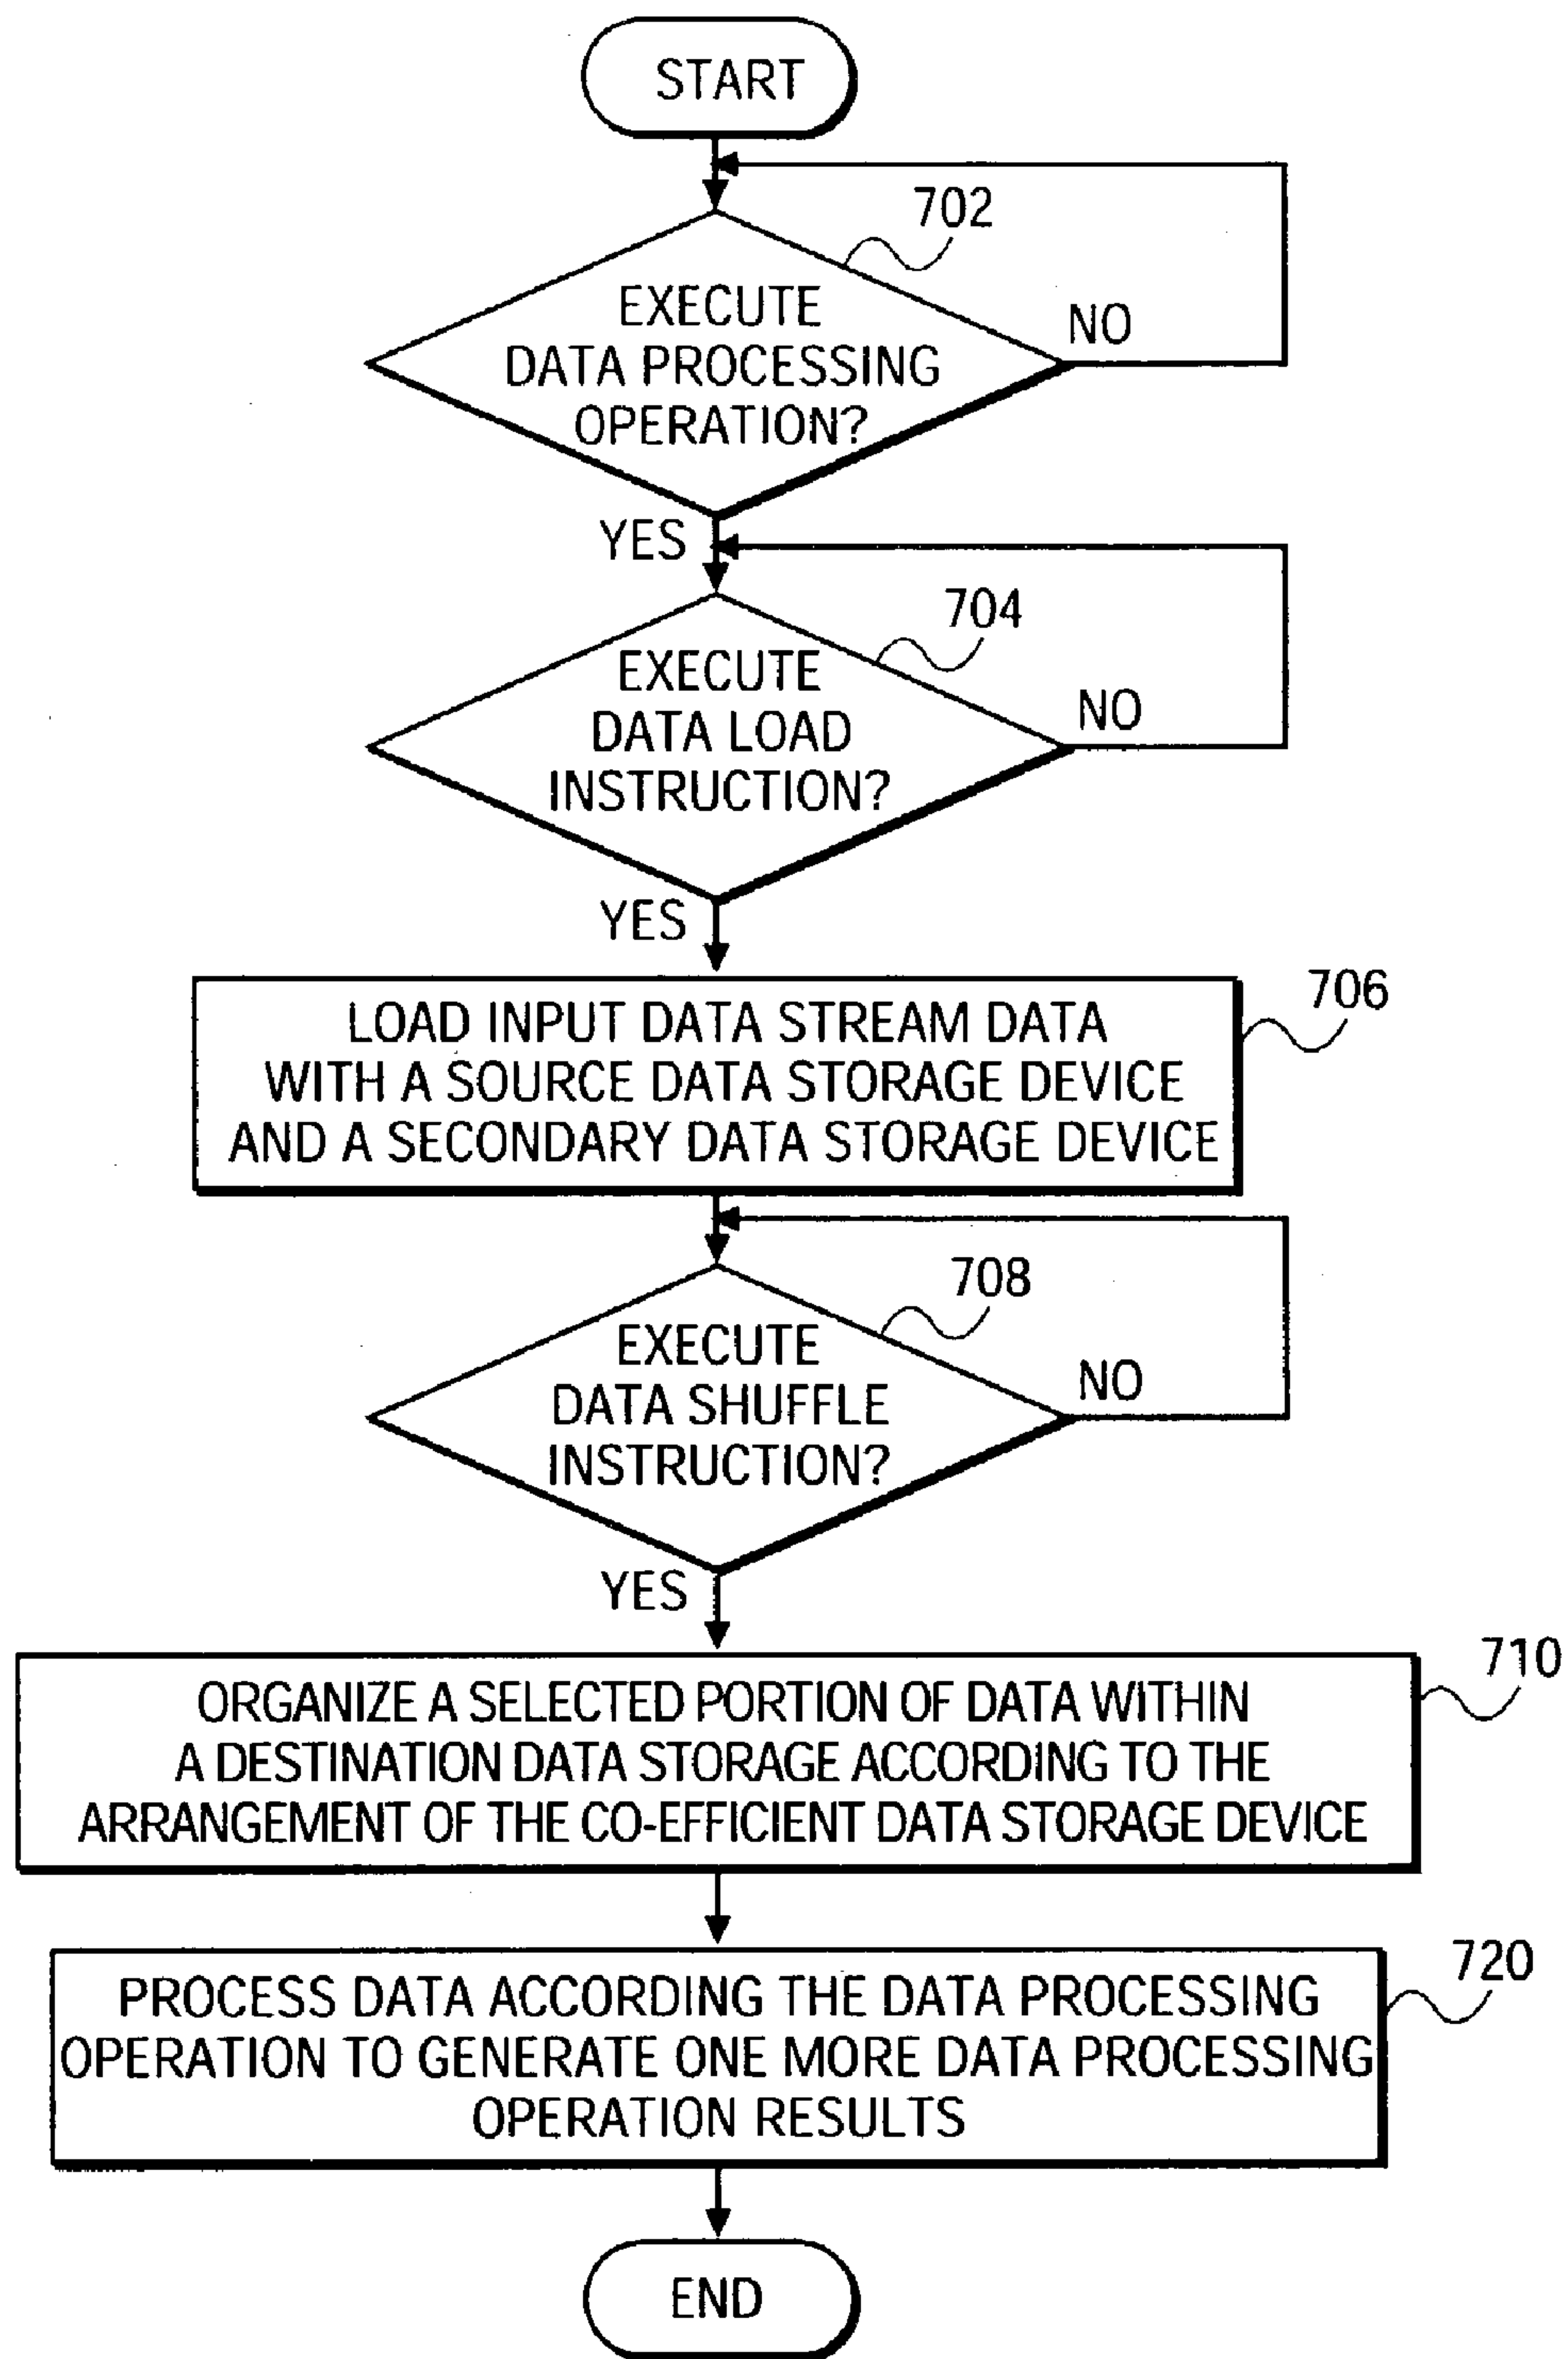 START
702
EXECUTE
DATA PROCESSING
OPERATION?
NO
YES
704
EXECUTE
DATA LOAD
INSTRUCTION?
NO
YES
706
LOAD INPUT DATA STREAM DATA
WITH A SOURCE DATA STORAGE DEVICE
AND A SECONDARY DATA STORAGE DEVICE
708
EXECUTE
DATA SHUFFLE
INSTRUCTION?
NO
YES
710
ORGANIZE A SELECTED PORTION OF DATA WITHIN
A DESTINATION DATA STORAGE ACCORDING TO THE
ARRANGEMENT OF THE CO-EFFICIENT DATA STORAGE DEVICE
720
PROCESS DATA ACCORDING THE DATA PROCESSING
OPERATION TO GENERATE ONE MORE DATA PROCESSING
OPERATION RESULTS
END